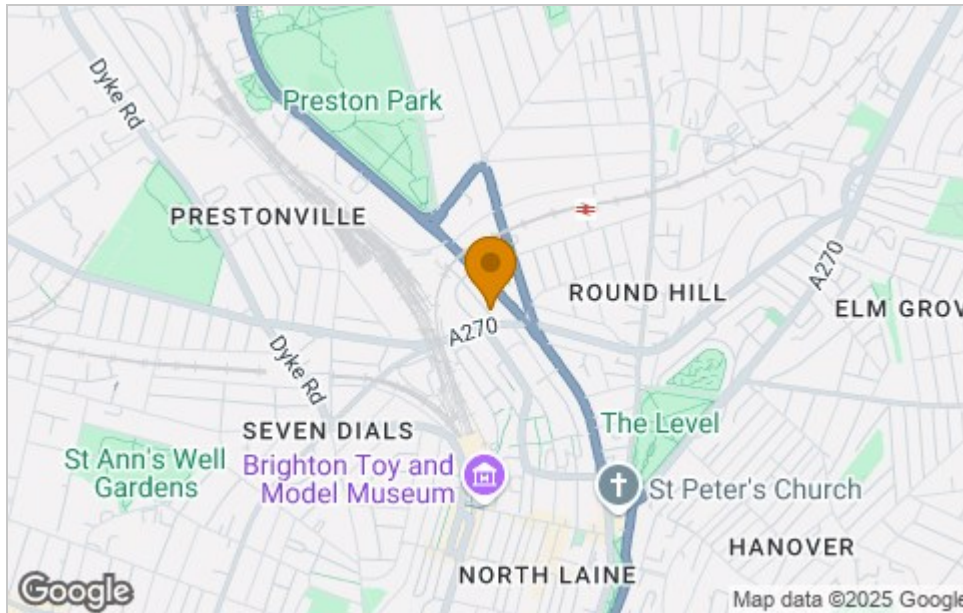 Dyke Rd
Preston Park
PRESTONVILLE
A270
ROUND HILL
ELM GROV
A270
Dyke Rd
SEVEN DIALS
The Level
St Ann's Well
Gardens
Brighton Toy and
Model Museum
St Peter's Church
HANOVER
NORTH LAINE
Google
Map data ©2025 Google